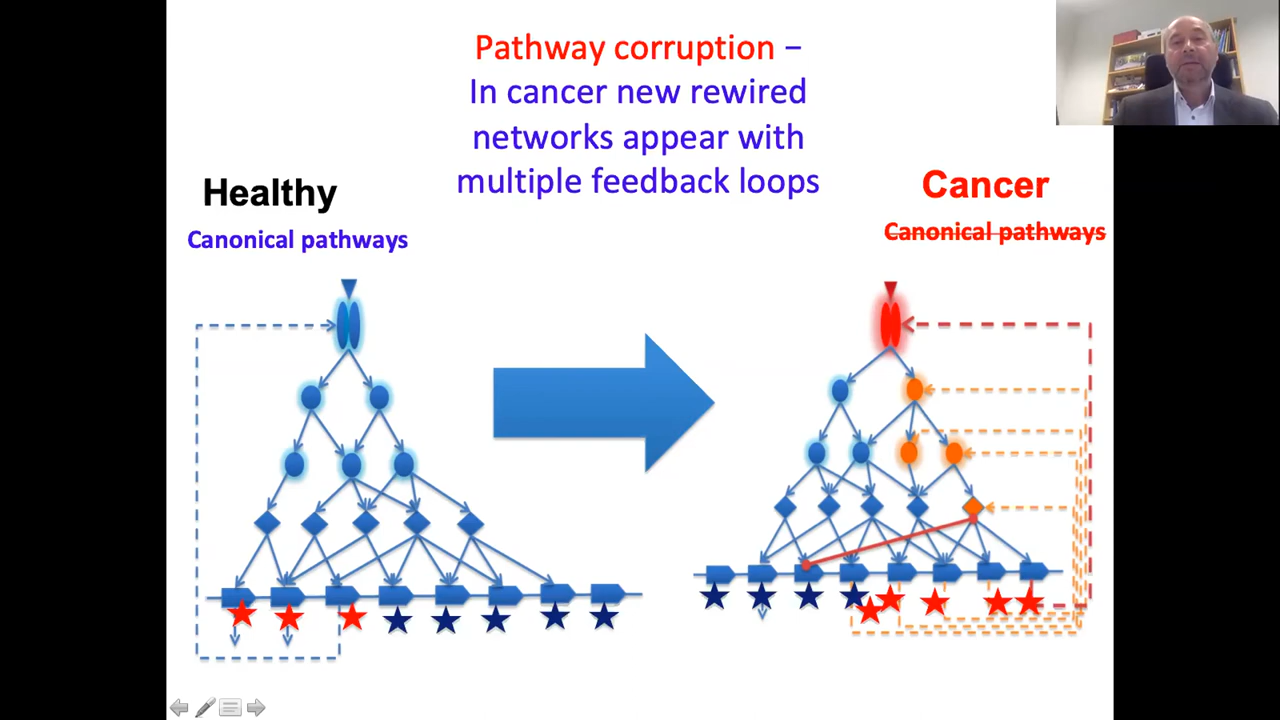 Pathway corruption –
In cancer new rewired
networks appear with
multiple feedback loops
Healthy
Canonical pathways
Cancer
Canonical pathways